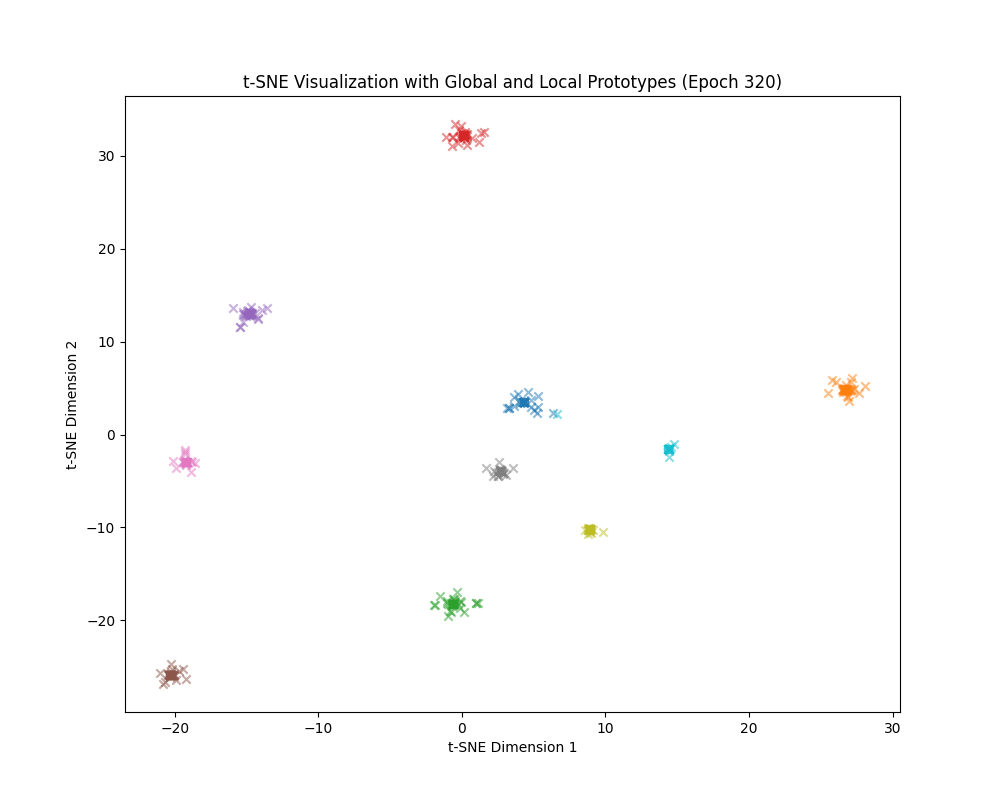 t-SNE Visualization with Global and Local Prototypes (Epoch 320)
t-SNE Dimension 2
30
20
10
0
−10
−20
−20 −10 0 10 20 30
t-SNE Dimension 1